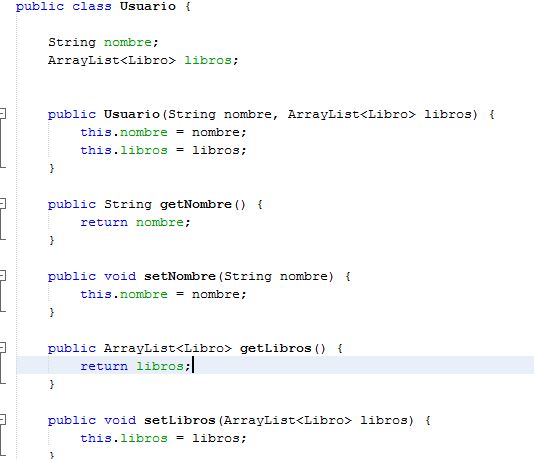 public class Usuario {
String nombre;
ArrayList<Libro> libros;
public Usuario(String nombre, ArrayList<Libro> libros) {
this.nombre = nombre;
this.libros = libros;
}
public String getNombre() {
return nombre;
}
public void setNombre(String nombre) {
this.nombre = nombre;
}
public ArrayList<Libro> getLibros() {
return libros;
}
public void setLibros(ArrayList<Libro> libros) {
this.libros = libros;
}